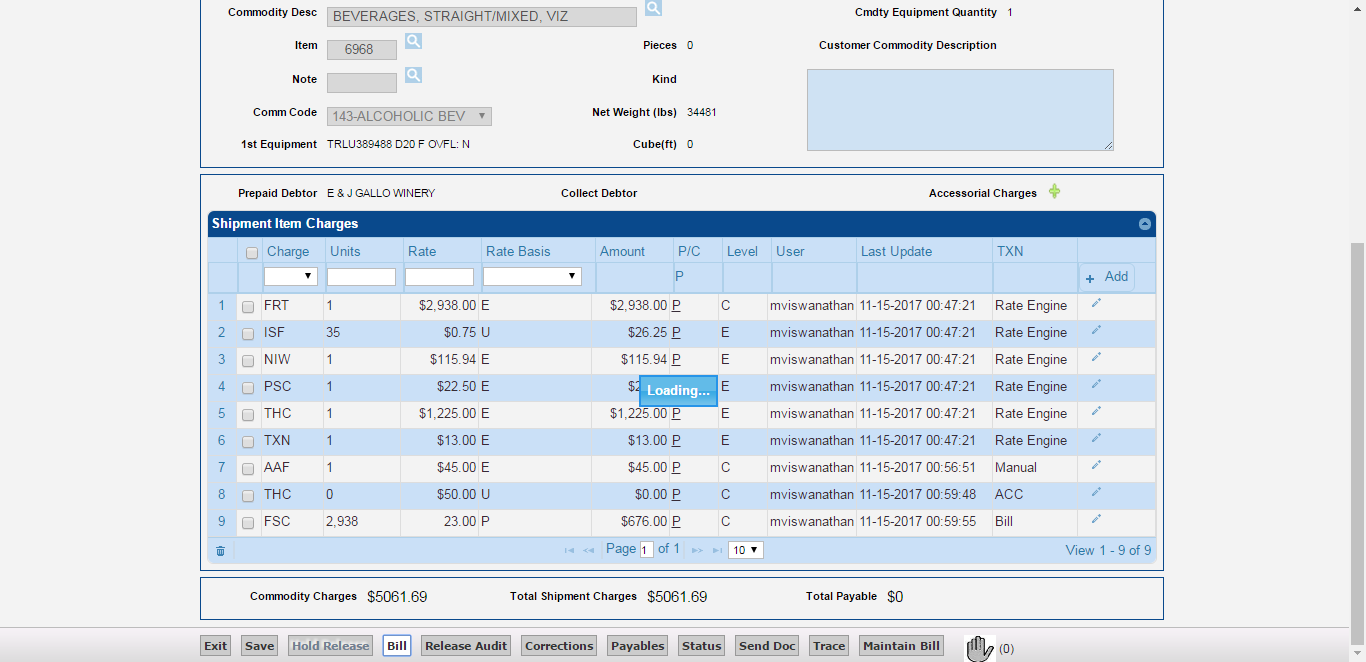 Commodity Desc BEVERAGES, STRAIGHT/MIXED, VIZ Cmdty Equipment Quantity 1
Item 6968 Pieces 0 Customer Commodity Description
Note Kind
Comm Code 143-ALCOHOLIC BEV Net Weight (lbs) 34481
1st Equipment TRLU389488 D20 F OVFL: N Cube(ft) 0
Prepaid Debtor E & J GALLO WINERY Collect Debtor Accessorial Charges
Shipment Item Charges
Charge Units Rate Rate Basis Amount P/C Level User Last Update TXN
P + Add
1 FRT 1 $2,938.00 E $2,938.00 P C mviswanathan 11-15-2017 00:47:21 Rate Engine
2 ISF 35 $0.75 U $26.25 P E mviswanathan 11-15-2017 00:47:21 Rate Engine
3 NIW 1 $115.94 E $115.94 P E mviswanathan 11-15-2017 00:47:21 Rate Engine
4 PSC 1 $22.50 E $2 Loading... E mviswanathan 11-15-2017 00:47:21 Rate Engine
5 THC 1 $1,225.00 E $1,225.00 P E mviswanathan 11-15-2017 00:47:21 Rate Engine
6 TXN 1 $13.00 E $13.00 P E mviswanathan 11-15-2017 00:47:21 Rate Engine
7 AAF 1 $45.00 E $45.00 P C mviswanathan 11-15-2017 00:56:51 Manual
8 THC 0 $50.00 U $0.00 P C mviswanathan 11-15-2017 00:59:48 ACC
9 FSC 2,938 23.00 P $676.00 P C mviswanathan 11-15-2017 00:59:55 Bill
Page 1 of 1 10 View 1 - 9 of 9
Commodity Charges $5061.69 Total Shipment Charges $5061.69 Total Payable $0
Exit Save Hold Release Bill Release Audit Corrections Payables Status Send Doc Trace Maintain Bill (0)